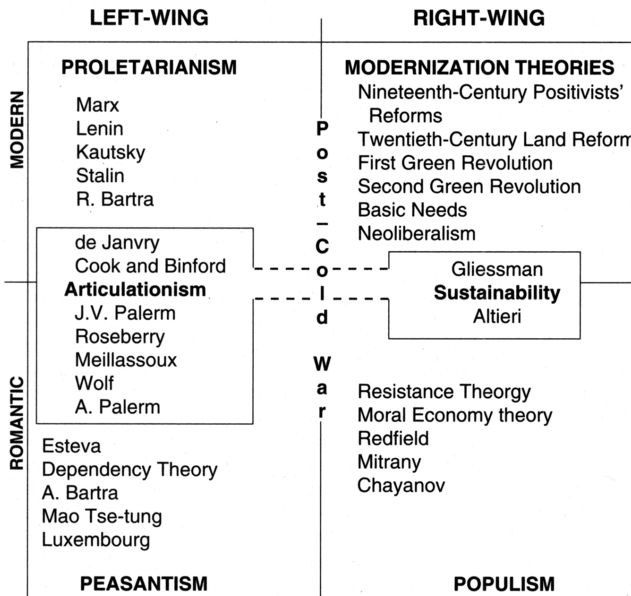 LEFT-WING
RIGHT-WING
MODERN
ROMANTIC
PROLETARIANISM
Marx
Lenin
Kautsky
Stalin
R. Bartra
de Janvry
Cook and Binford
Articulationism
J.V. Palerm
Roseberry
Meillassoux
Wolf
A. Palerm
Esteva
Dependency Theory
A. Bartra
Mao Tse-tung
Luxembourg
PEASANTISM
Post–Cold War
MODERNIZATION THEORIES
Nineteenth-Century Positivists'
Reforms
Twentieth-Century Land Reform
First Green Revolution
Second Green Revolution
Basic Needs
Neoliberalism
Gliessman
Sustainability
Altieri
Resistance Theorgy
Moral Economy theory
Redfield
Mitrany
Chayanov
POPULISM